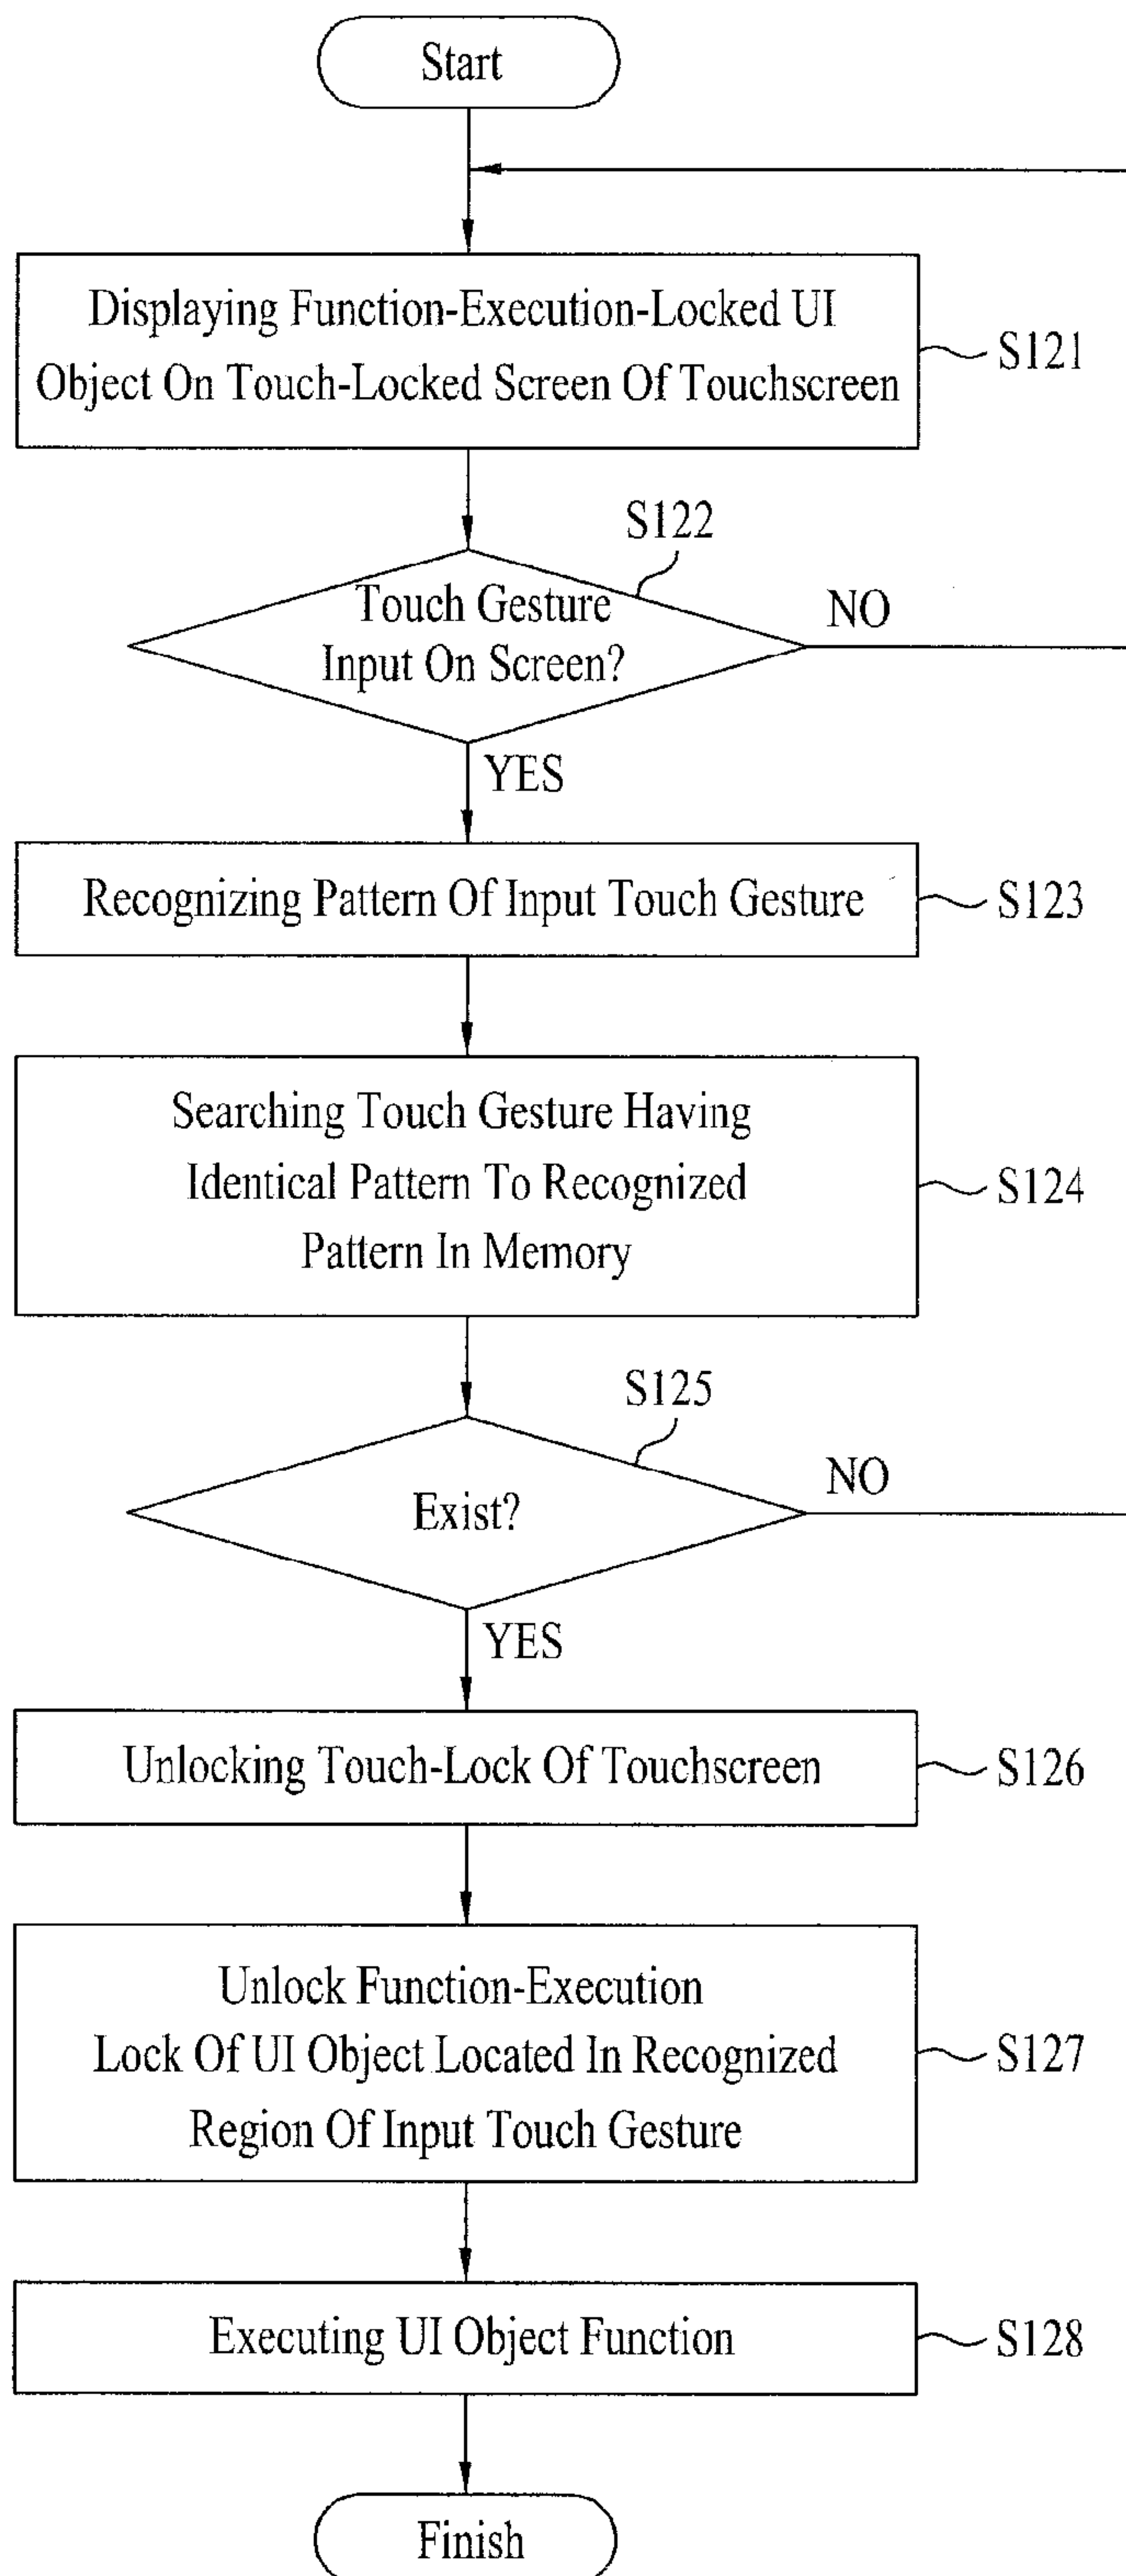 Start
Displaying Function-Execution-Locked UI
Object On Touch-Locked Screen Of Touchscreen
S121
S122
Touch Gesture
Input On Screen?
NO
YES
Recognizing Pattern Of Input Touch Gesture
S123
Searching Touch Gesture Having
Identical Pattern To Recognized
Pattern In Memory
S124
S125
Exist?
NO
YES
Unlocking Touch-Lock Of Touchscreen
S126
Unlock Function-Execution
Lock Of UI Object Located In Recognized
Region Of Input Touch Gesture
S127
Executing UI Object Function
S128
Finish